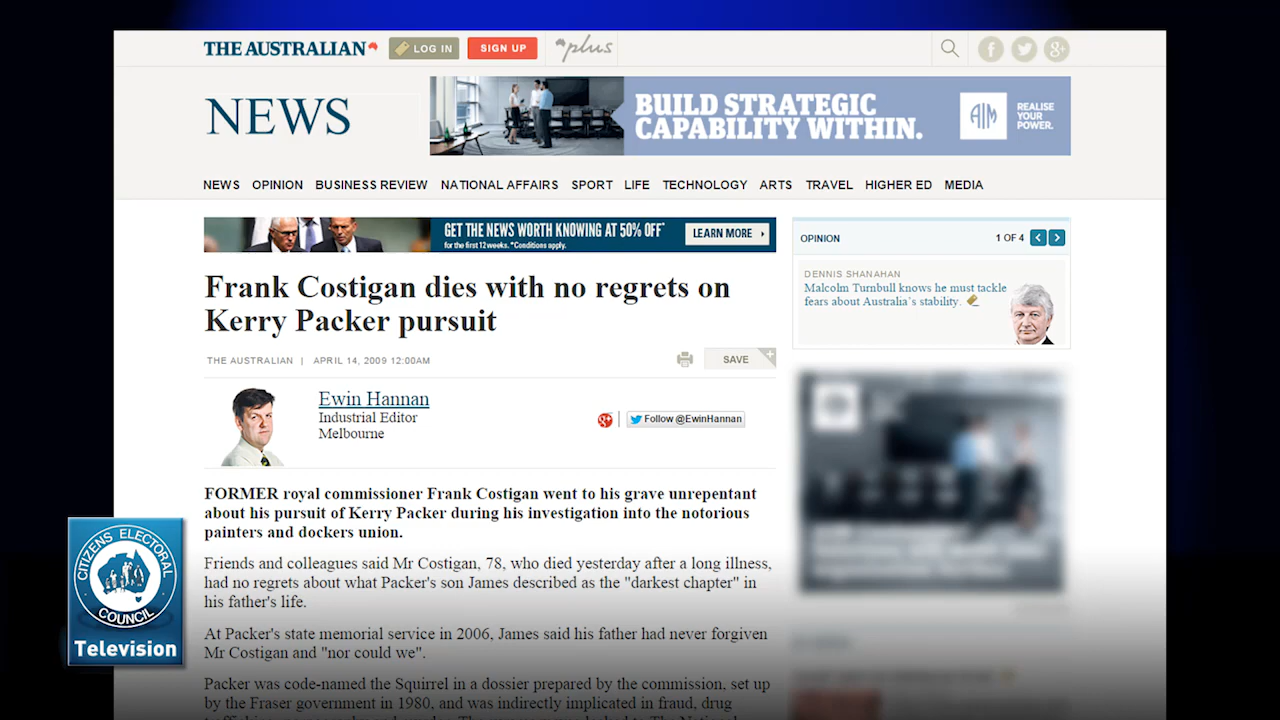 THE AUSTRALIAN
LOG IN
SIGN UP
plus
f
g+
NEWS
BUILD STRATEGIC
CAPABILITY WITHIN.
AIM
REALISE
YOUR
POWER.
NEWS OPINION BUSINESS REVIEW NATIONAL AFFAIRS SPORT LIFE TECHNOLOGY ARTS TRAVEL HIGHER ED MEDIA
GET THE NEWS WORTH KNOWING AT 50% OFF*
for the first 12 weeks. *Conditions apply.
LEARN MORE
OPINION
1 OF 4
DENNIS SHANAHAN
Malcolm Turnbull knows he must tackle
fears about Australia's stability.
Frank Costigan dies with no regrets on
Kerry Packer pursuit
THE AUSTRALIAN | APRIL 14, 2009 12:00AM
SAVE
Ewin Hannan
Industrial Editor
Melbourne
Follow @EwinHannan
FORMER royal commissioner Frank Costigan went to his grave unrepentant
about his pursuit of Kerry Packer during his investigation into the notorious
painters and dockers union.
Friends and colleagues said Mr Costigan, 78, who died yesterday after a long illness,
had no regrets about what Packer's son James described as the "darkest chapter" in
his father's life.
At Packer's state memorial service in 2006, James said his father had never forgiven
Mr Costigan and "nor could we".
Packer was code-named the Squirrel in a dossier prepared by the commission, set up
by the Fraser government in 1980, and was indirectly implicated in fraud, drug
CITIZENS ELECTORAL
COUNCIL
Television